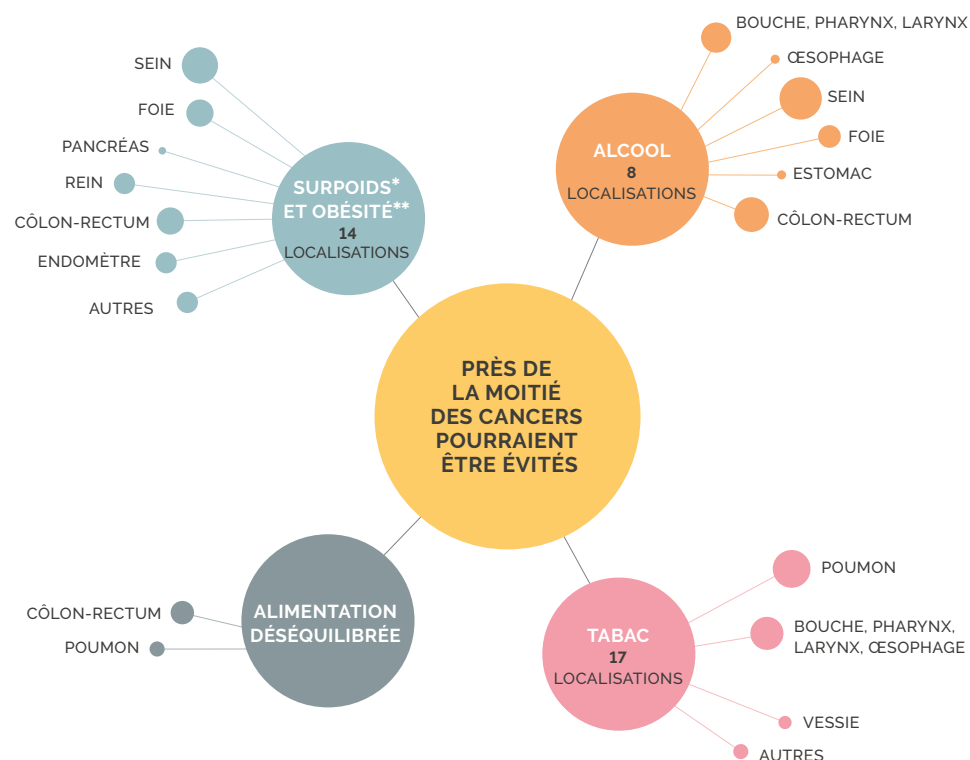 SEIN
FOIE
PANCRÉAS
REIN
CÔLON-RECTUM
ENDOMÈTRE
AUTRES
SURPOIDS*
ET OBÉSITÉ**
14
LOCALISATIONS
BOUCHE, PHARYNX, LARYNX
ŒSOPHAGE
SEIN
FOIE
ESTOMAC
CÔLON-RECTUM
ALCOOL
8
LOCALISATIONS
PRÈS DE
LA MOITIÉ
DES CANCERS
POURRAIENT
ÊTRE ÉVITÉS
CÔLON-RECTUM
POUMON
ALIMENTATION
DÉSÉQUILIBRÉE
TABAC
17
LOCALISATIONS
POUMON
BOUCHE, PHARYNX,
LARYNX, ŒSOPHAGE
VESSIE
AUTRES